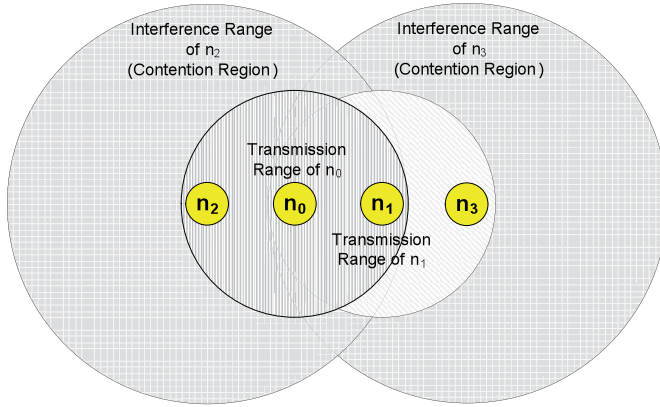 Interference Range
of n₂
(Contention Region)
Interference Range
of n₃
(Contention Region)
Transmission
Range of n₀
n₂
n₀
n₁
n₃
Transmission
Range of n₁